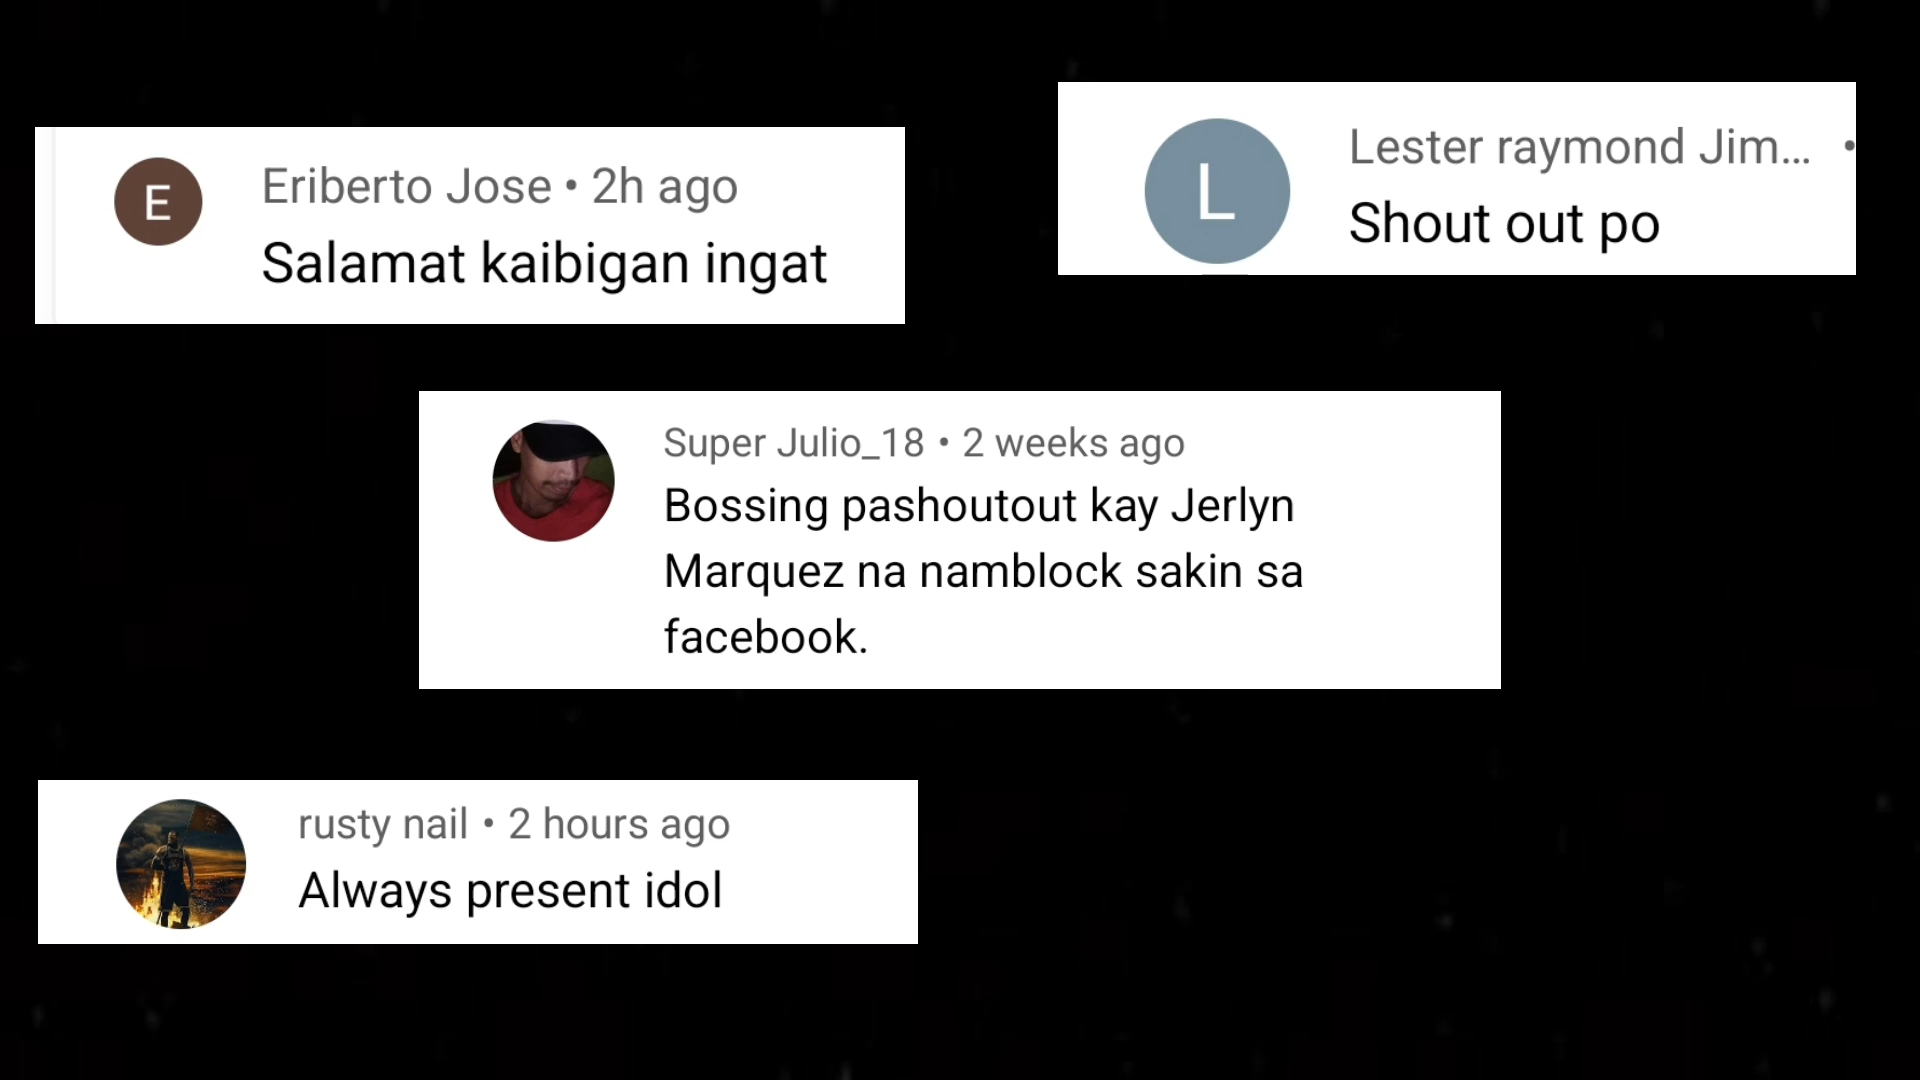 E
Eriberto Jose • 2h ago
Salamat kaibigan ingat
L
Lester raymond Jim... •
Shout out po
Super Julio_18 • 2 weeks ago
Bossing pashoutout kay Jerlyn
Marquez na namblock sakin sa
facebook.
rusty nail • 2 hours ago
Always present idol